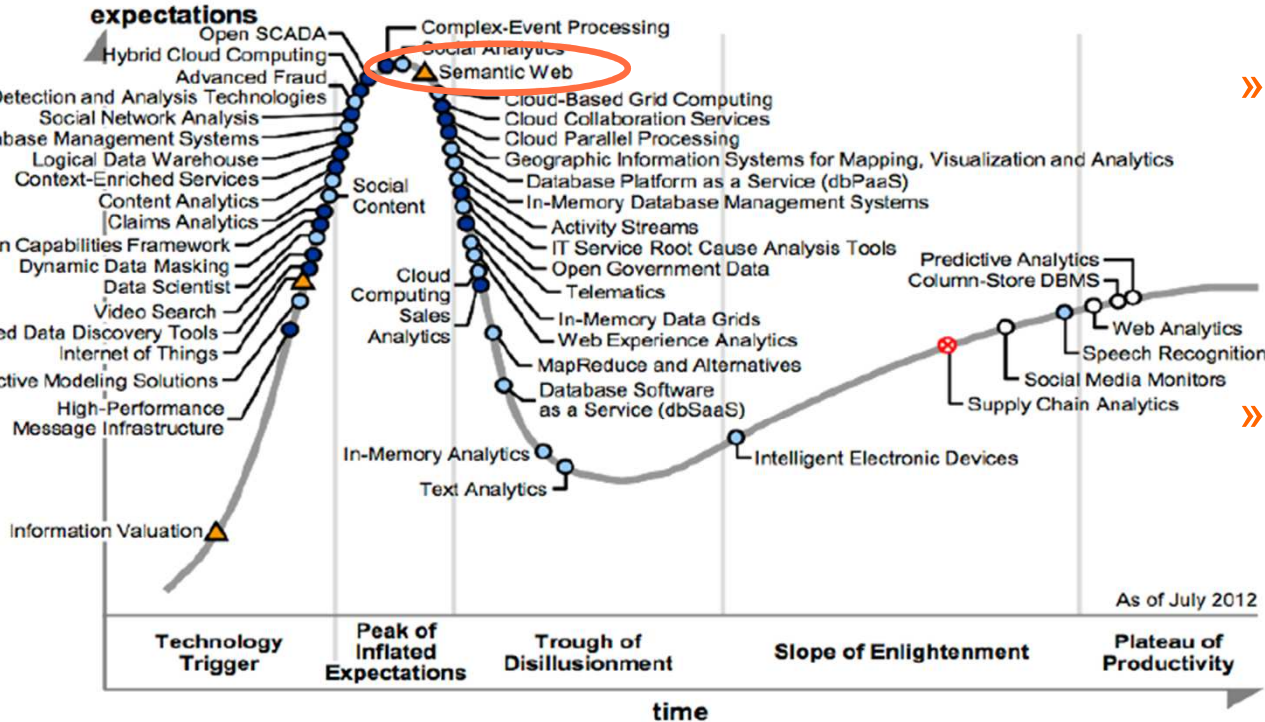 expectations
Open SCADA
Hybrid Cloud Computing
Advanced Fraud
Detection and Analysis Technologies
Social Network Analysis
Management Systems
Logical Data Warehouse
Context-Enriched Services
Content Analytics
Claims Analytics
Capabilities Framework
Dynamic Data Masking
Data Scientist
Video Search
Data Discovery Tools
Internet of Things
Modeling Solutions
High-Performance
Message Infrastructure
Information Valuation
Complex-Event Processing
Social Analytics
Semantic Web
Social
Content
Cloud
Computing
Sales
Analytics
Cloud-Based Grid Computing
Cloud Collaboration Services
Cloud Parallel Processing
Geographic Information Systems for Mapping, Visualization and Analytics
Database Platform as a Service (dbPaaS)
In-Memory Database Management Systems
Activity Streams
IT Service Root Cause Analysis Tools
Open Government Data
Telematics
In-Memory Data Grids
Web Experience Analytics
MapReduce and Alternatives
Database Software
as a Service (dbSaaS)
In-Memory Analytics
Text Analytics
Predictive Analytics
Column-Store DBMS
Web Analytics
Speech Recognition
Social Media Monitors
Supply Chain Analytics
Intelligent Electronic Devices
»
»
As of July 2012
Technology
Trigger
Peak of
Inflated
Expectations
Trough of
Disillusionment
Slope of Enlightenment
Plateau of
Productivity
time